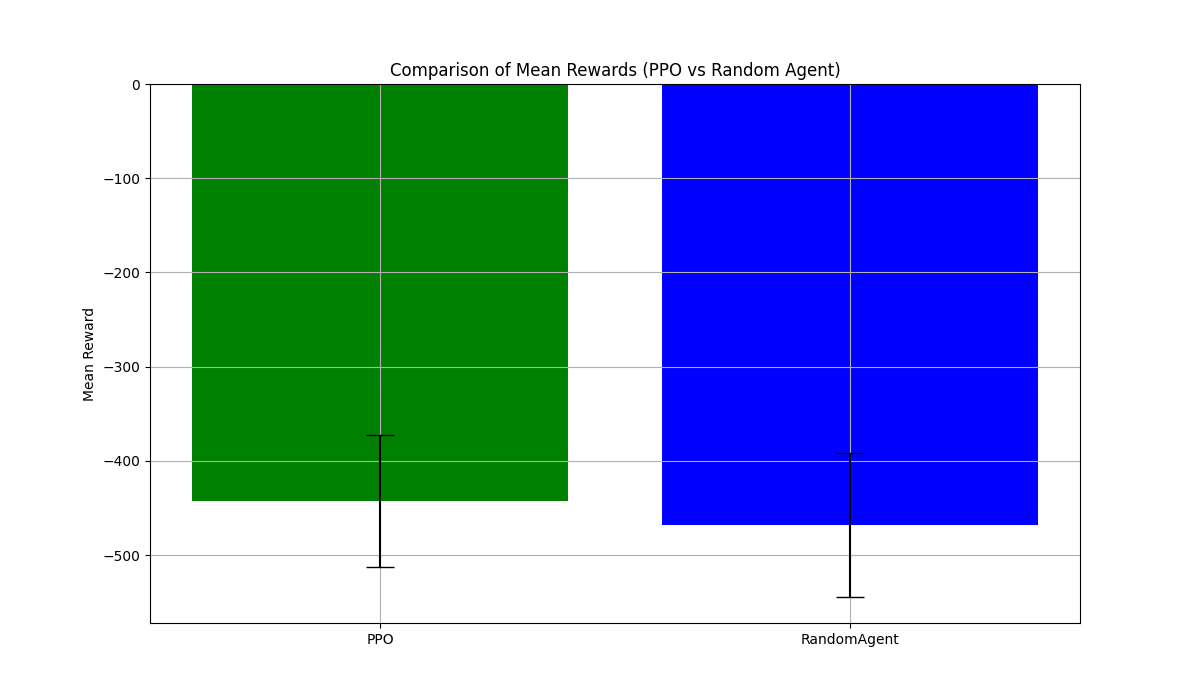 Comparison of Mean Rewards (PPO vs Random Agent)
0
−100
−200
−300
−400
−500
Mean Reward
PPO
RandomAgent